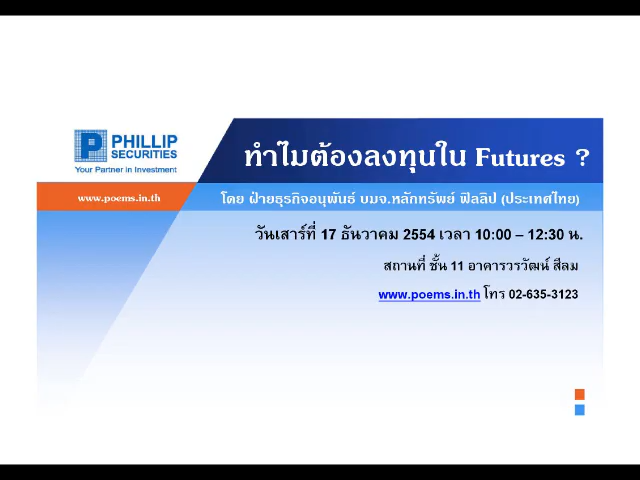 PHILLIP
SECURITIES
Your Partner in Investment
ทำไมต้องลงทุนใน Futures ?
www.poems.in.th
โดย ฝ่ายธุรกิจอนุพันธ์ บมจ.หลักทรัพย์ ฟิลลิป (ประเทศไทย)
วันเสาร์ที่ 17 ธันวาคม 2554 เวลา 10:00 – 12:30 น.
สถานที่ ชั้น 11 อาคารวรวัฒน์ สีลม
www.poems.in.th โทร 02-635-3123